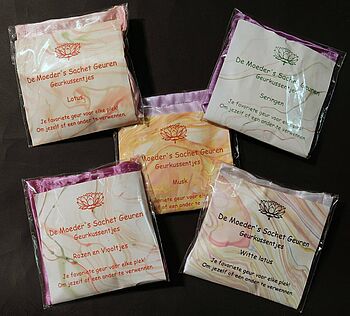 De Moeder's Sachet Geuren
Geurkussentjes
Lotus
Je favoriete geur voor elke plek!
Om jezelf of een ander te verwennen.
De Moeder's Sachet Geuren
Geurkussentjes
Seringen
Je favoriete geur voor elke plek!
Om jezelf of een ander te verwennen.
De Moeder's Sachet Geuren
Geurkussentjes
Musk
Je favoriete geur voor elke plek!
Om jezelf of een ander te verwennen.
De Moeder's Sachet Geuren
Geurkussentjes
Rozen en Viooltjes
Je favoriete geur voor elke plek!
Om jezelf of een ander te verwennen.
De Moeder's Sachet Geuren
Geurkussentjes
Witte lotus
Je favoriete geur voor elke plek!
Om jezelf of een ander te verwennen.